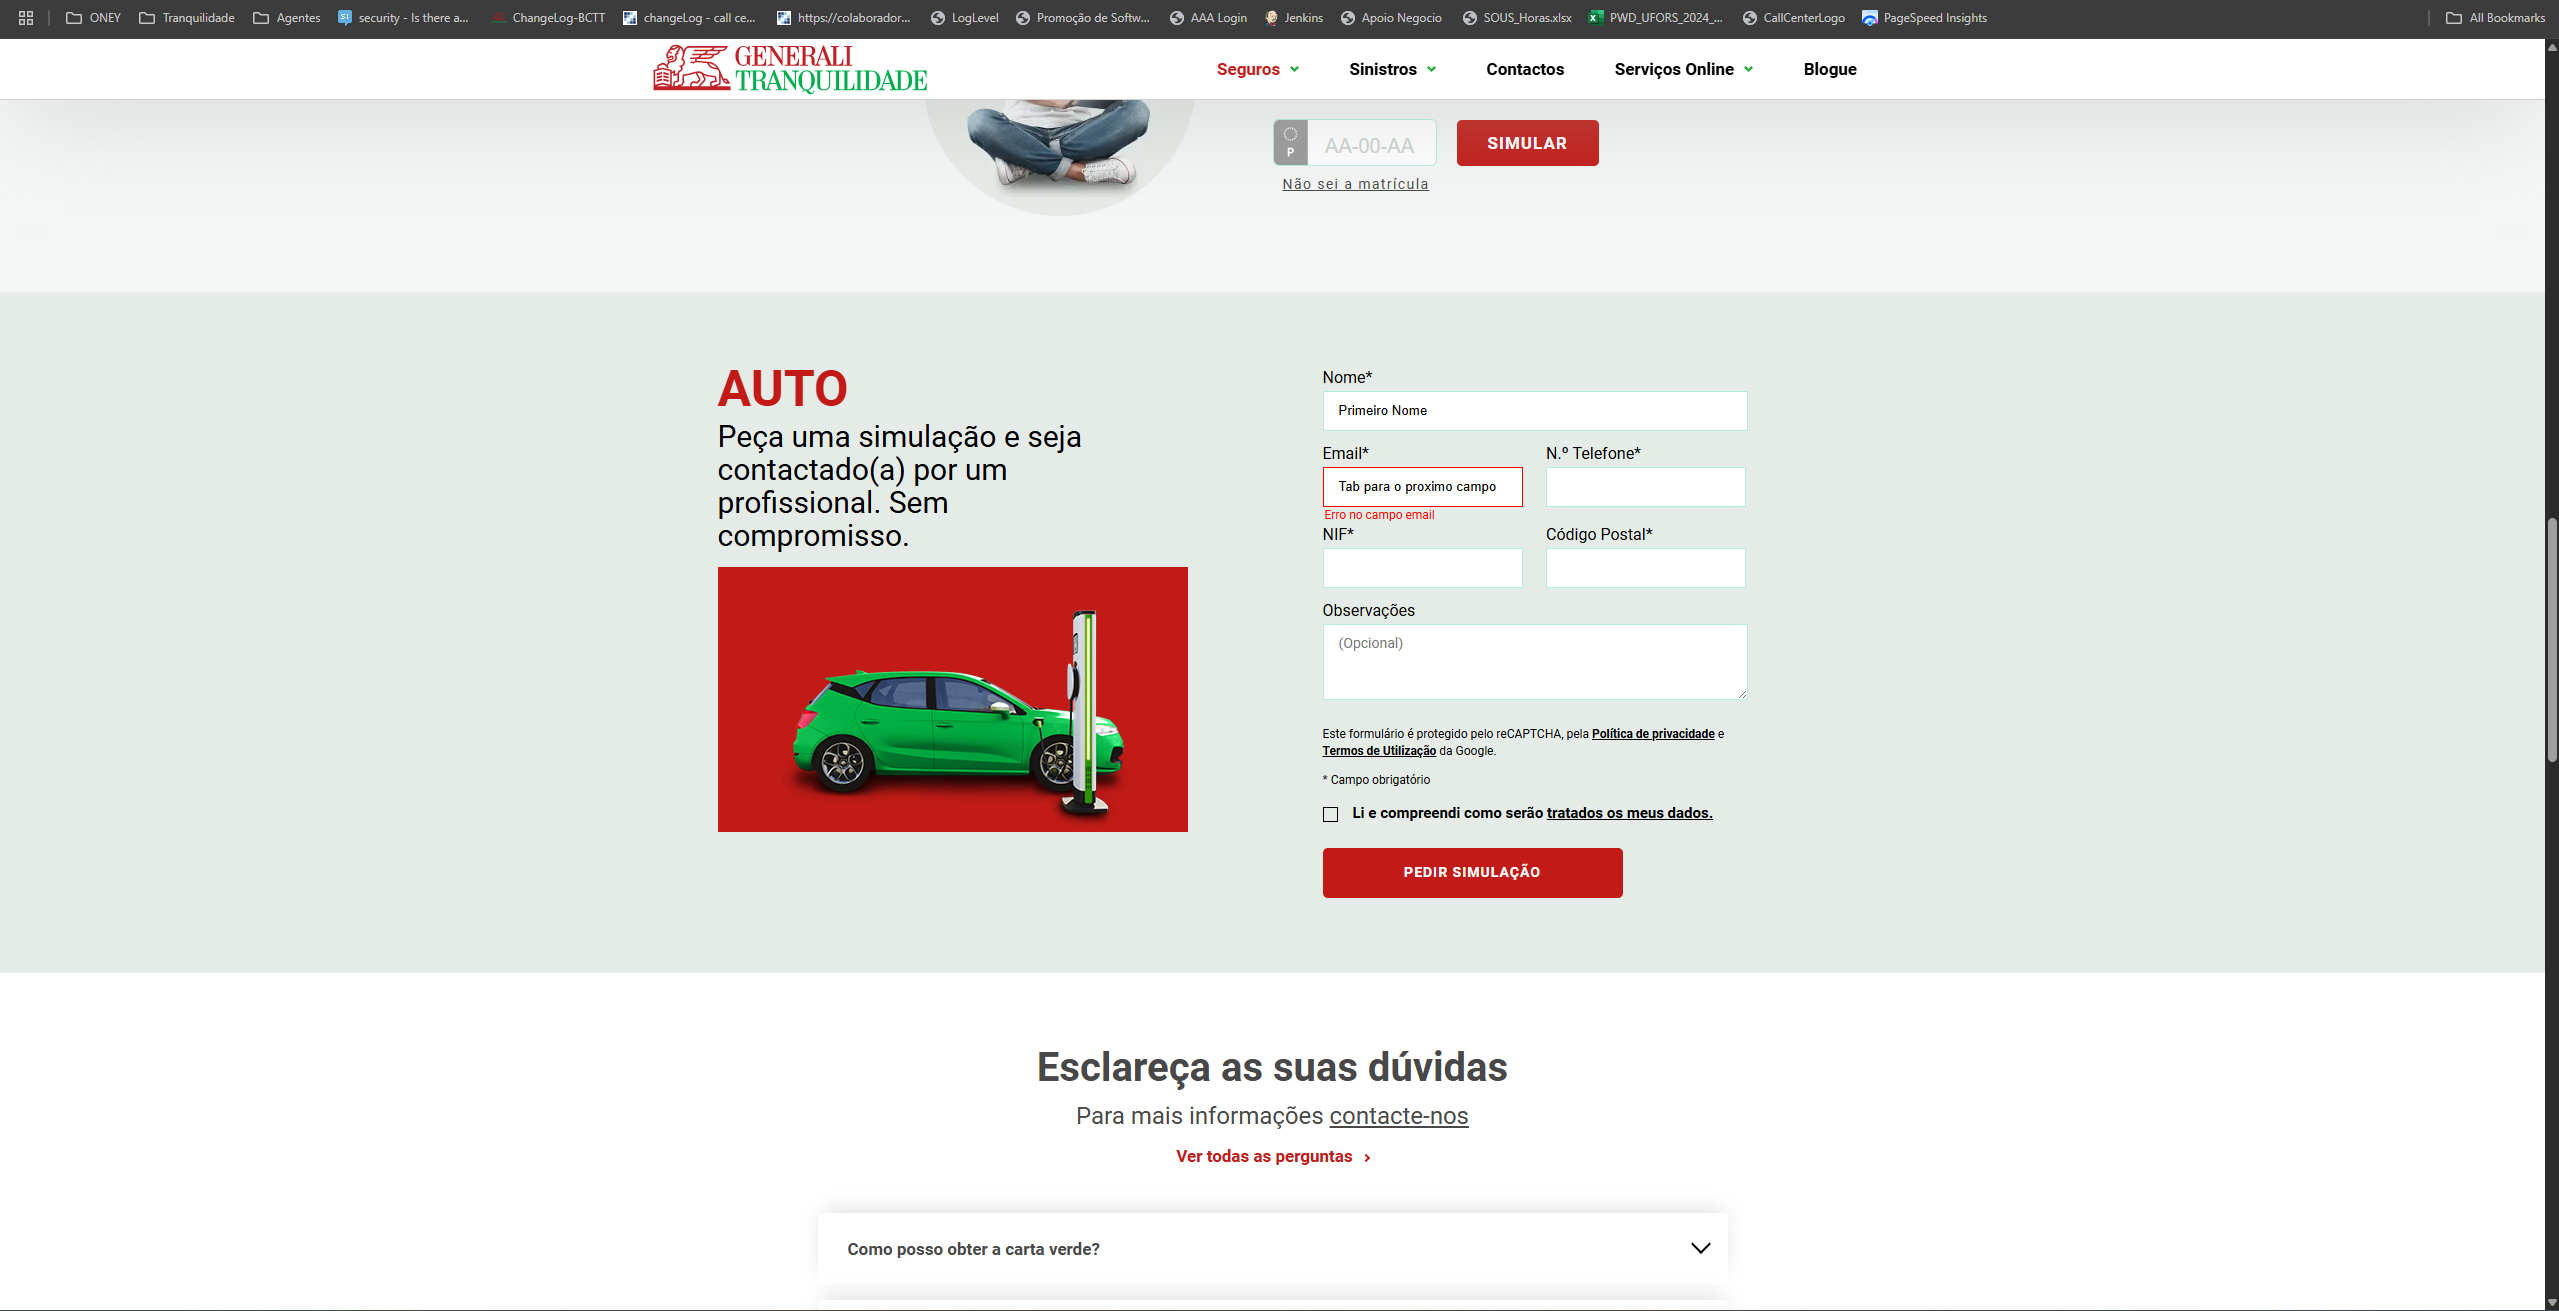 ONEY
Tranquilidade
Agentes
security - Is there a...
ChangeLog-BCTT
changeLog - call ce...
https://colaborador...
LogLevel
Promoção de Softw...
AAA Login
Jenkins
Apoio Negocio
SOUS_Horas.xlsx
PWD_UFORS_2024_...
CallCenterLogo
PageSpeed Insights
All Bookmarks
GENERALI
TRANQUILIDADE
Seguros
Sinistros
Contactos
Serviços Online
Blogue
P
AA-00-AA
SIMULAR
Não sei a matrícula
AUTO
Peça uma simulação e seja
contactado(a) por um
profissional. Sem
compromisso.
Nome*
Primeiro Nome
Email*
N.º Telefone*
Tab para o proximo campo
Erro no campo email
NIF*
Código Postal*
Observações
(Opcional)
Este formulário é protegido pelo reCAPTCHA, pela Política de privacidade e
Termos de Utilização da Google.
* Campo obrigatório
Li e compreendi como serão tratados os meus dados.
PEDIR SIMULAÇÃO
Esclareça as suas dúvidas
Para mais informações contacte-nos
Ver todas as perguntas
Como posso obter a carta verde?